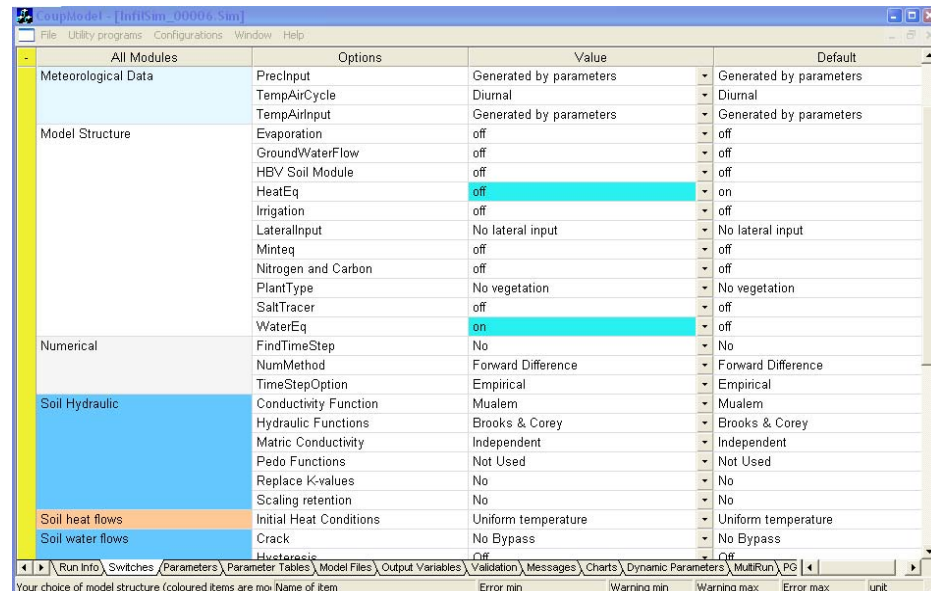 CoupModel - [InfilSim_00006.Sim]
File Utility programs Configurations Window Help
- All Modules Options Value Default
Meteorological Data PrecInput Generated by parameters Generated by parameters
TempAirCycle Diurnal Diurnal
TempAirInput Generated by parameters Generated by parameters
Model Structure Evaporation off off
GroundWaterFlow off off
HBV Soil Module off off
HeatEq off on
Irrigation off off
LateralInput No lateral input No lateral input
Minteq off off
Nitrogen and Carbon off off
PlantType No vegetation No vegetation
SaltTracer off off
WaterEq on off
Numerical FindTimeStep No No
NumMethod Forward Difference Forward Difference
TimeStepOption Empirical Empirical
Soil Hydraulic Conductivity Function Mualem Mualem
Hydraulic Functions Brooks & Corey Brooks & Corey
Matric Conductivity Independent Independent
Pedo Functions Not Used Not Used
Replace K-values No No
Scaling retention No No
Soil heat flows Initial Heat Conditions Uniform temperature Uniform temperature
Soil water flows Crack No Bypass No Bypass
Hysteresis Off Off
Run Info Switches Parameters Parameter Tables Model Files Output Variables Validation Messages Charts Dynamic Parameters MultiRun PG
Your choice of model structure (coloured items are mo Name of item Error min Warning min Warning max Error max unit